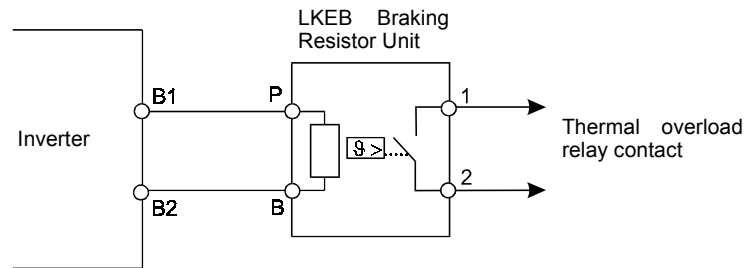 LKEB Braking
Resistor Unit
B1
P
1
Inverter
ϑ >
Thermal overload
relay contact
2
B2
B